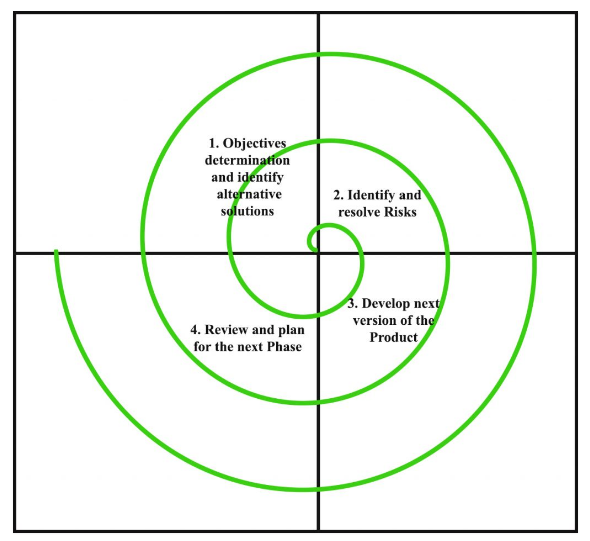 1. Objectives
determination
and identify
alternative
solutions
2. Identify and
resolve Risks
3. Develop next
version of the
Product
4. Review and plan
for the next Phase